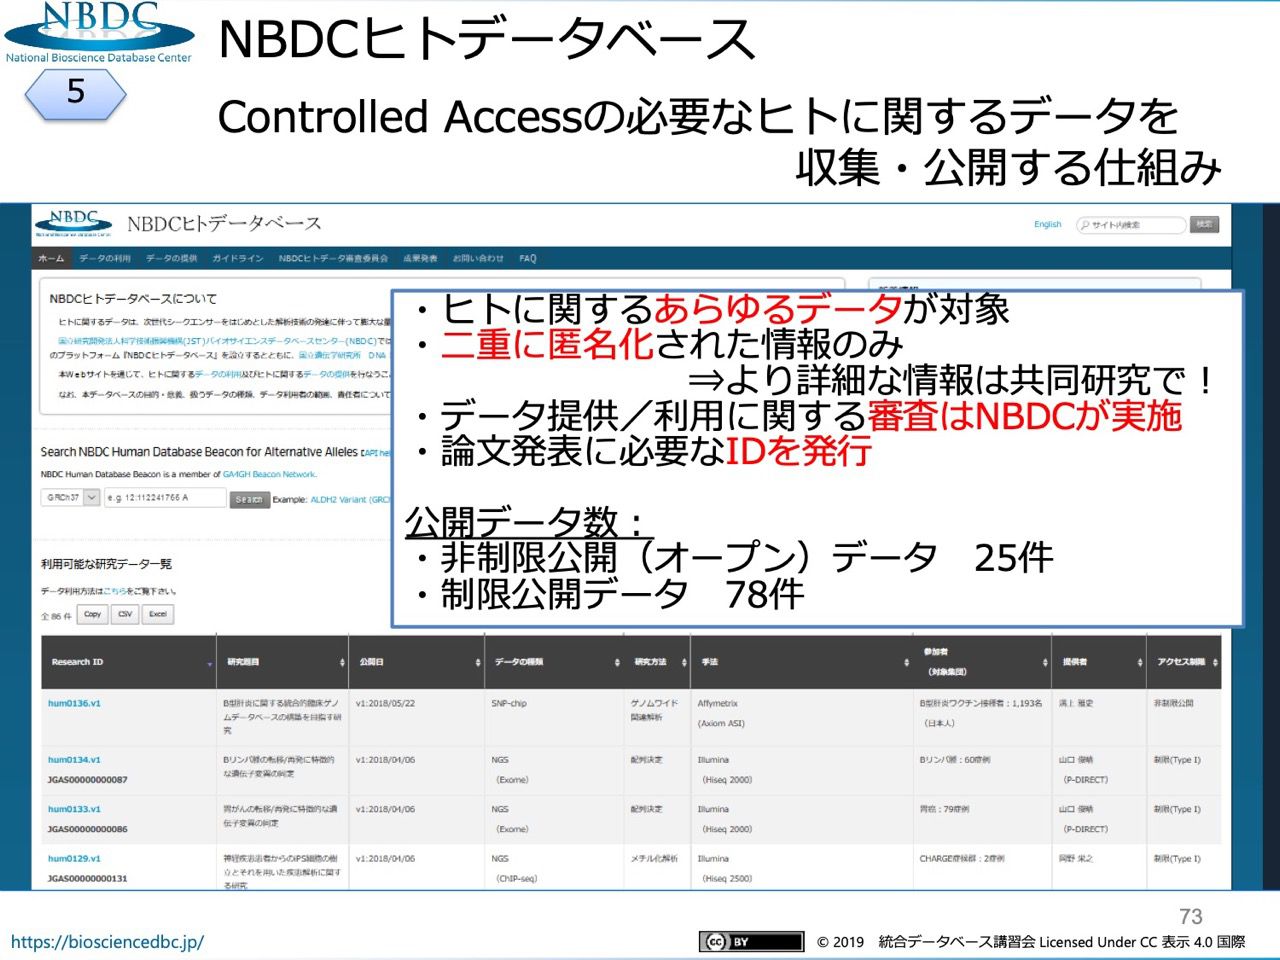 NBDC
National Bioscience Database Center
5
NBDCヒトデータベース
Controlled Accessの必要なヒトに関するデータを
収集・公開する仕組み
NBDC
NBDCヒトデータベース
English
サイト内検索
検索
ホーム データの利用 データの提供 ガイドライン NBDCヒトデータ審査委員会 成果発表 お問い合わせ FAQ
NBDCヒトデータベースについて
ヒトに関するデータは、次世代シークエンサーをはじめとした解析技術の発達に伴って膨大な量
国立研究開発法人科学技術振興機構(JST)バイオサイエンスデータベースセンター(NBDC)では
のプラットフォーム『NBDCヒトデータベース』を設立するとともに、国立遺伝学研究所 DNA
本Webサイトを通じて、ヒトに関するデータの利用及びヒトに関するデータの提供を行なうこ
なお、本データベースの目的・意義、扱うデータの種類、データ利用者の範囲、責任者について
・ヒトに関するあらゆるデータが対象
・二重に匿名化された情報のみ
⇒より詳細な情報は共同研究で！
・データ提供／利用に関する審査はNBDCが実施
・論文発表に必要なIDを発行
公開データ数：
・非制限公開（オープン）データ 25件
・制限公開データ 78件
Search NBDC Human Database Beacon for Alternative Alleles
NBDC Human Database Beacon is a member of GA4GH Beacon Network.
GRCh37 e.g. 12:112241766 A Search Example: ALDH2 Variant (GRC
利用可能な研究データ一覧
データ利用方法はこちらをご覧下さい。
全 86 件 Copy CSV Excel
Research ID 研究題目 公開日 データの種類 研究方法 手法 参加者 (対象集団) 提供者 アクセス制限
hum0136.v1 B型肝炎に関する統合的臨床ゲノムデータベースの構築を目指す研究 v1:2018/05/22 SNP-chip ゲノムワイド関連解析 Affymetrix (Axiom ASI) B型肝炎ワクチン接種者：1,193名 （日本人） 溝上 雅史 非制限公開
hum0134.v1 JGAS00000000087 Bリンパ腫の転移/再発に特徴的な遺伝子変異の同定 v1:2018/04/06 NGS (Exome) 配列決定 Illumina (Hiseq 2000) Bリンパ腫：60症例 山口 俊晴 (P-DIRECT) 制限(Type I)
hum0133.v1 JGAS00000000086 胃がんの転移/再発に特徴的な遺伝子変異の同定 v1:2018/04/06 NGS (Exome) 配列決定 Illumina (Hiseq 2000) 胃癌：79症例 山口 俊晴 (P-DIRECT) 制限(Type I)
hum0129.v1 JGAS00000000131 神経疾患患者からのiPS細胞の樹立とそれを用いた疾患解析に関する研究 v1:2018/04/06 NGS (ChIP-seq) メチル化解析 Illumina (Hiseq 2500) CHARGE症候群：2症例 岡野 栄之 制限(Type I)
73
https://biosciencedbc.jp/
cc BY
© 2019 統合データベース講習会 Licensed Under CC 表示 4.0 国際